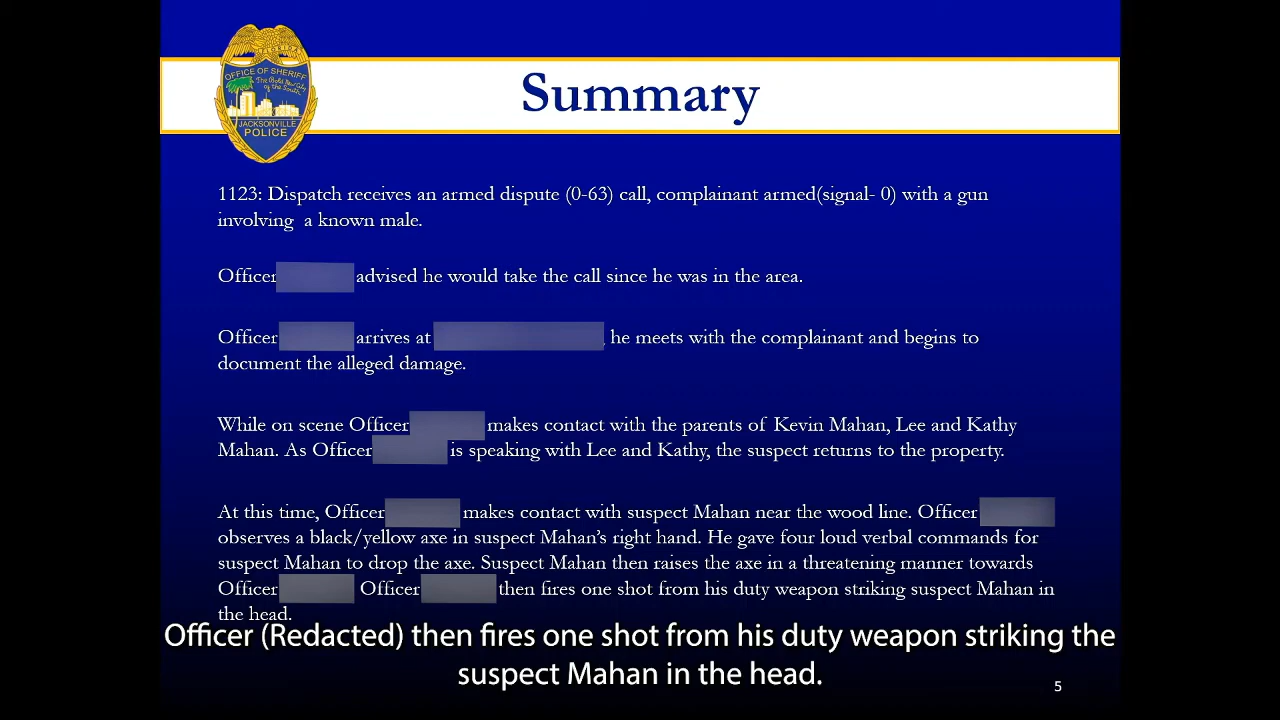 OFFICE OF SHERIFF
The Bold New City
of the South
JACKSONVILLE
POLICE
Summary
1123: Dispatch receives an armed dispute (0-63) call, complainant armed(signal- 0) with a gun
involving a known male.
Officer advised he would take the call since he was in the area.
Officer arrives at , he meets with the complainant and begins to
document the alleged damage.
While on scene Officer makes contact with the parents of Kevin Mahan, Lee and Kathy
Mahan. As Officer is speaking with Lee and Kathy, the suspect returns to the property.
At this time, Officer makes contact with suspect Mahan near the wood line. Officer
observes a black/yellow axe in suspect Mahan's right hand. He gave four loud verbal commands for
suspect Mahan to drop the axe. Suspect Mahan then raises the axe in a threatening manner towards
Officer Officer then fires one shot from his duty weapon striking suspect Mahan in
the head.
Officer (Redacted) then fires one shot from his duty weapon striking the
suspect Mahan in the head.
5